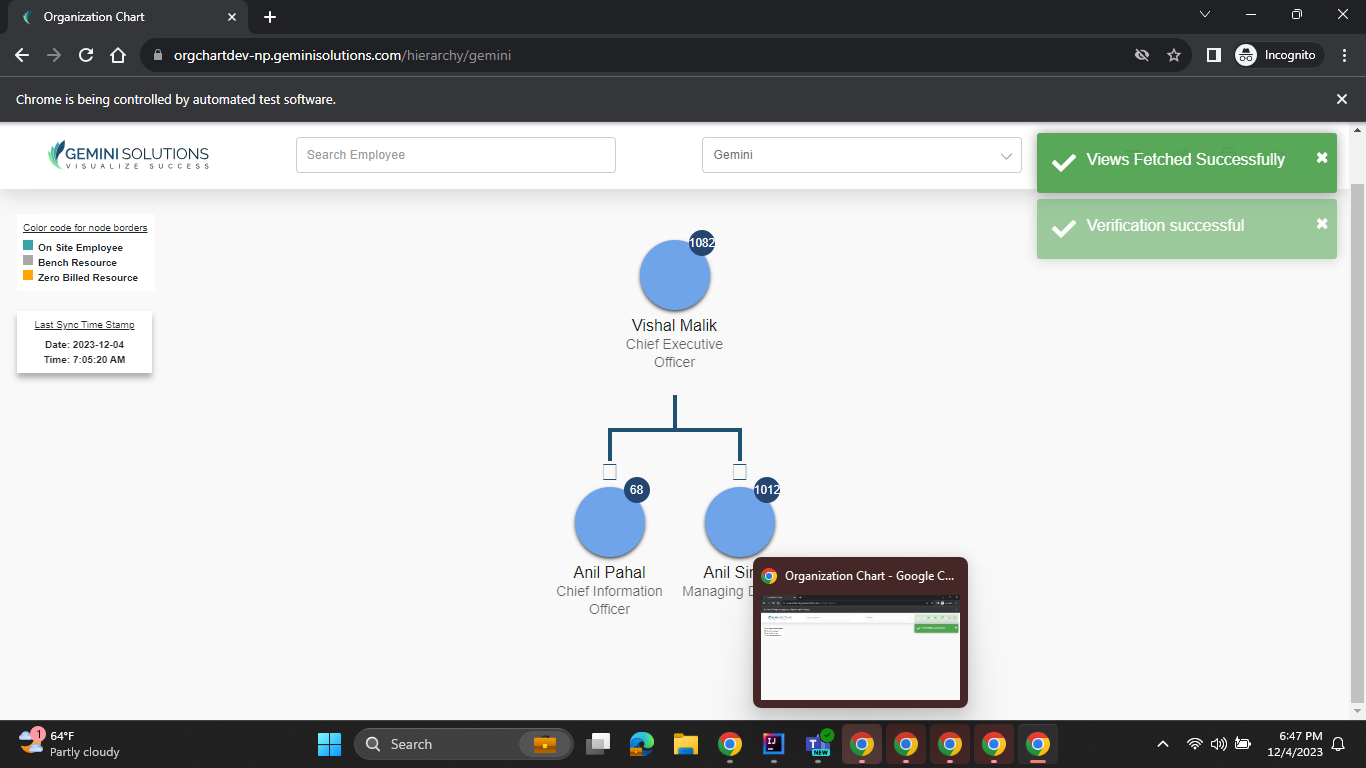 Organization Chart
orgchartdev-np.geminisolutions.com/hierarchy/gemini
Incognito
Chrome is being controlled by automated test software.
GEMINI SOLUTIONS
VISUALIZE SUCCESS
Search Employee
Gemini
Views Fetched Successfully
Verification successful
Color code for node borders
On Site Employee
Bench Resource
Zero Billed Resource
Last Sync Time Stamp
Date: 2023-12-04
Time: 7:05:20 AM
1082
Vishal Malik
Chief Executive
Officer
68
Anil Pahal
Chief Information
Officer
1012
Anil Sin
Managing D
Organization Chart - Google C...
1
64°F
Partly cloudy
Search
IJ
T
NEW
6:47 PM
12/4/2023